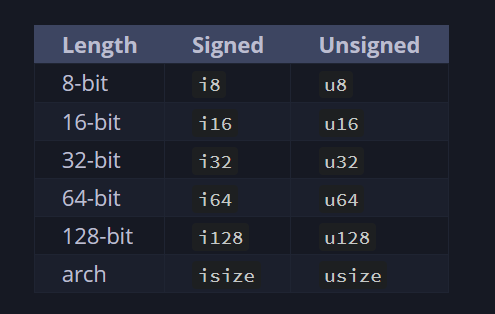 Length Signed Unsigned
8-bit i8 u8
16-bit i16 u16
32-bit i32 u32
64-bit i64 u64
128-bit i128 u128
arch isize usize